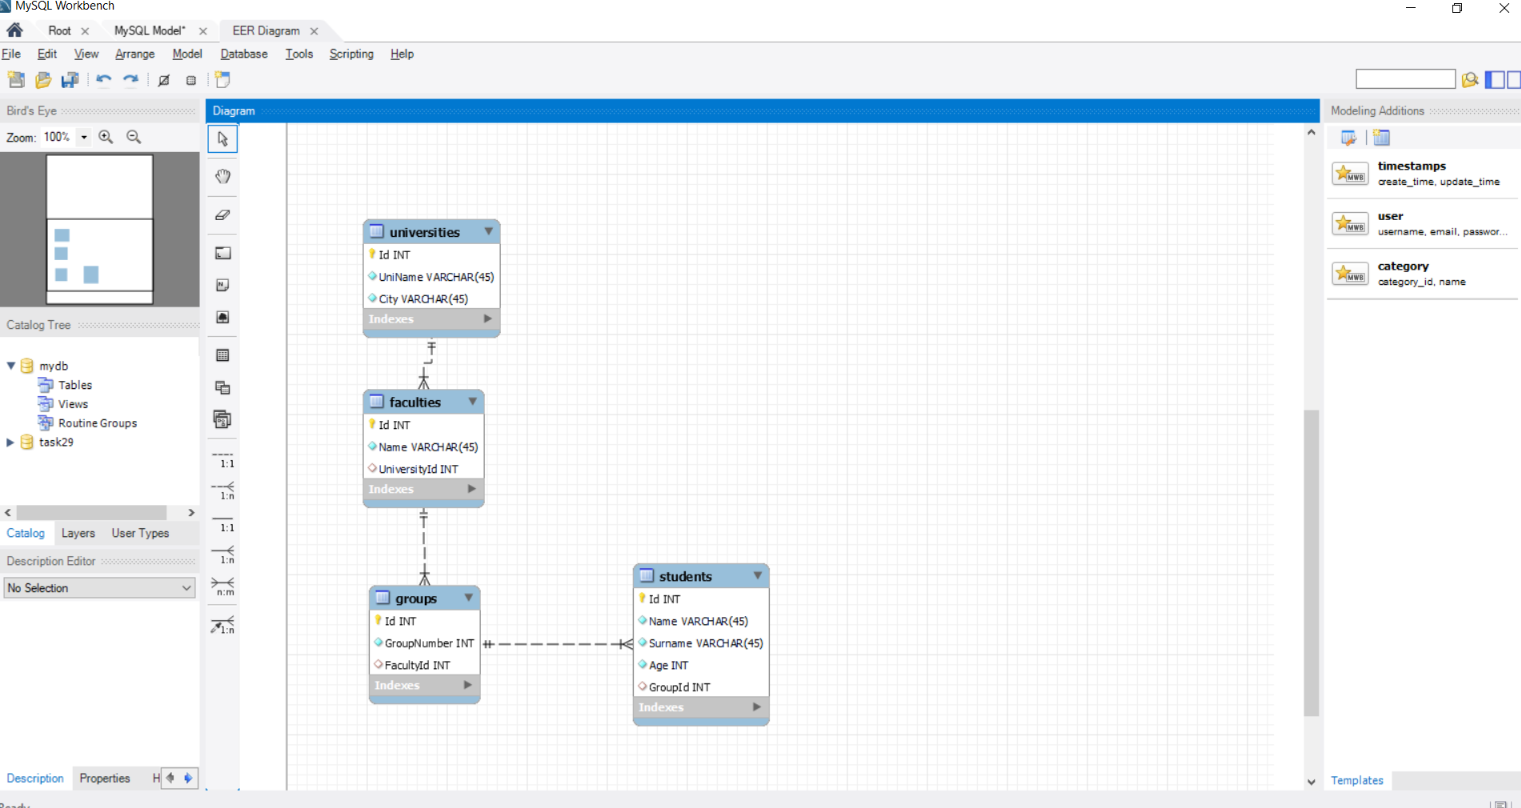 MySQL Workbench
Root
MySQL Model*
EER Diagram
File Edit View Arrange Model Database Tools Scripting Help
Bird's Eye
Zoom: 100%
Catalog Tree
mydb
Tables
Views
Routine Groups
task29
Catalog Layers User Types
Description Editor
No Selection
Description Properties H
Ready
Diagram
1:1
1:n
1:1
1:n
n:m
1:n
universities
Id INT
UniName VARCHAR(45)
City VARCHAR(45)
Indexes
faculties
Id INT
Name VARCHAR(45)
UniversityId INT
Indexes
groups
Id INT
GroupNumber INT
FacultyId INT
Indexes
students
Id INT
Name VARCHAR(45)
Surname VARCHAR(45)
Age INT
GroupId INT
Indexes
Modeling Additions
MWB
timestamps
create_time, update_time
MWB
user
username, email, passwor...
MWB
category
category_id, name
Templates